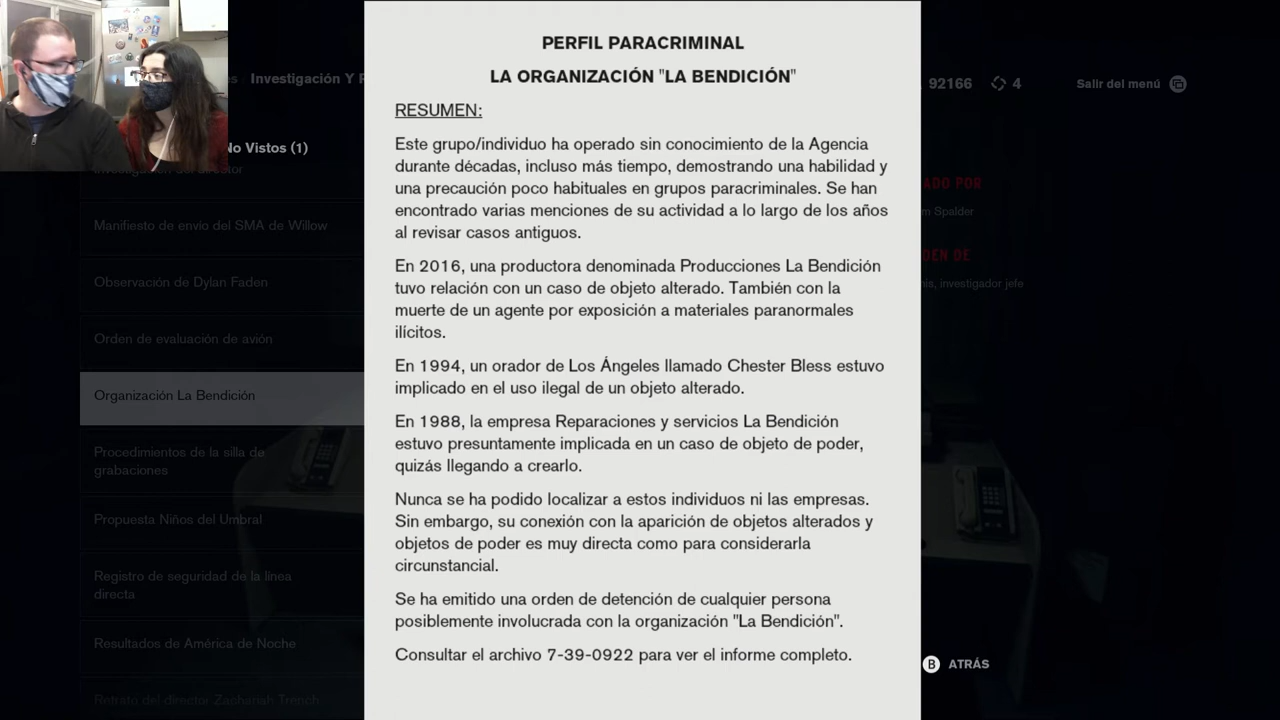 Investigación Y
92166
4
Salir del menú
No Vistos (1)
Manifiesto de envío del SMA de Willow
Observación de Dylan Faden
Orden de evaluación de avión
Organización La Bendición
Procedimientos de la silla de
grabaciones
Propuesta Niños del Umbral
Registro de seguridad de la línea
directa
Resultados de América de Noche
Retrato del director Zachariah Trench
PERFIL PARACRIMINAL
LA ORGANIZACIÓN "LA BENDICIÓN"
RESUMEN:
Este grupo/individuo ha operado sin conocimiento de la Agencia
durante décadas, incluso más tiempo, demostrando una habilidad y
una precaución poco habituales en grupos paracriminales. Se han
encontrado varias menciones de su actividad a lo largo de los años
al revisar casos antiguos.
En 2016, una productora denominada Producciones La Bendición
tuvo relación con un caso de objeto alterado. También con la
muerte de un agente por exposición a materiales paranormales
ilícitos.
En 1994, un orador de Los Ángeles llamado Chester Bless estuvo
implicado en el uso ilegal de un objeto alterado.
En 1988, la empresa Reparaciones y servicios La Bendición
estuvo presuntamente implicada en un caso de objeto de poder,
quizás llegando a crearlo.
Nunca se ha podido localizar a estos individuos ni las empresas.
Sin embargo, su conexión con la aparición de objetos alterados y
objetos de poder es muy directa como para considerarla
circunstancial.
Se ha emitido una orden de detención de cualquier persona
posiblemente involucrada con la organización "La Bendición".
Consultar el archivo 7-39-0922 para ver el informe completo.
ADO POR
m Spalder
DEN DE
nis, investigador jefe
B ATRÁS